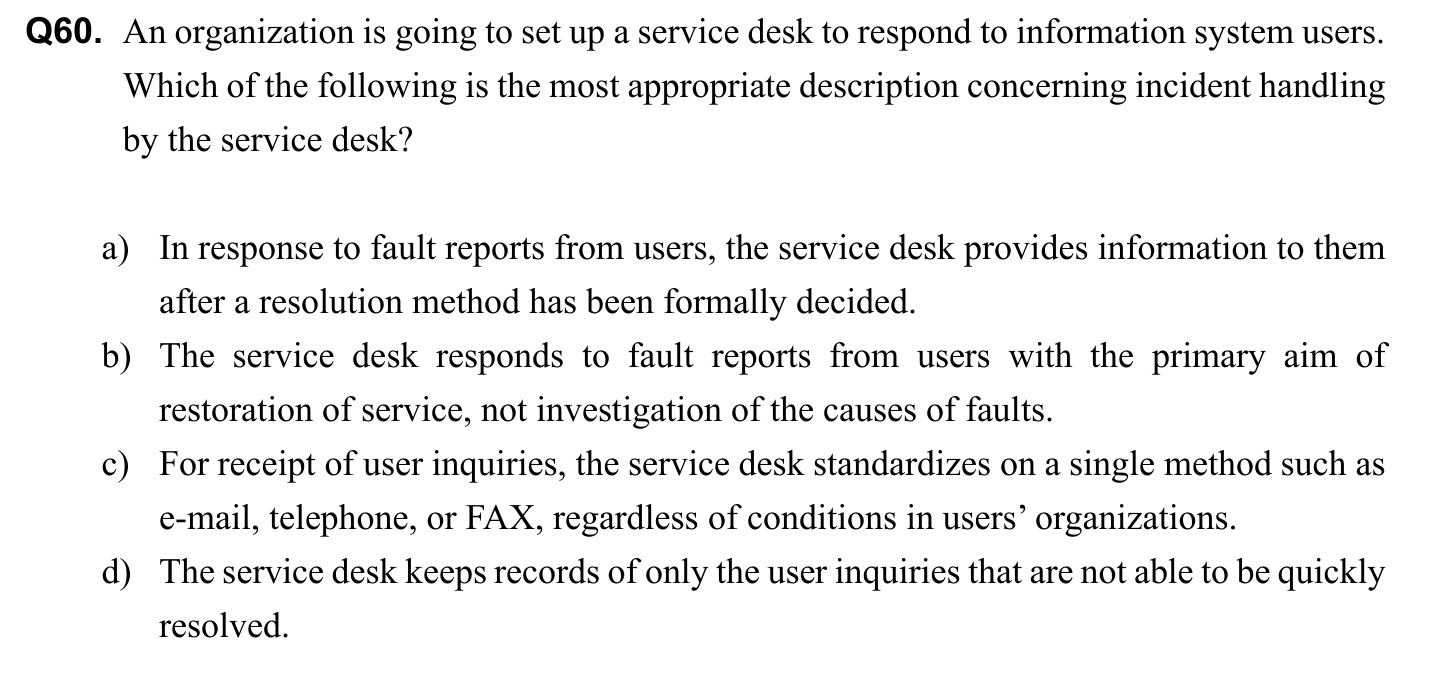 Q60. An organization is going to set up a service desk to respond to information system users.
Which of the following is the most appropriate description concerning incident handling
by the service desk?
a) In response to fault reports from users, the service desk provides information to them
after a resolution method has been formally decided.
b) The service desk responds to fault reports from users with the primary aim of
restoration of service, not investigation of the causes of faults.
c) For receipt of user inquiries, the service desk standardizes on a single method such as
e-mail, telephone, or FAX, regardless of conditions in users’ organizations.
d) The service desk keeps records of only the user inquiries that are not able to be quickly
resolved.